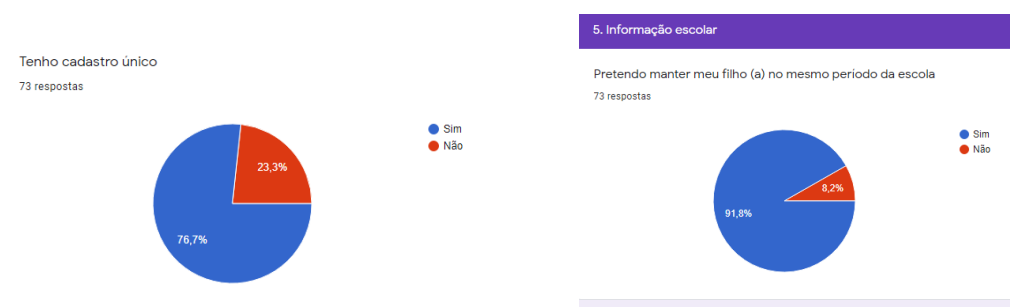 Tenho cadastro único
73 respostas
Sim
Não
23,3%
76,7%
5. Informação escolar
Pretendo manter meu filho (a) no mesmo periodo da escola
73 respostas
Sim
Não
8,2%
91,8%